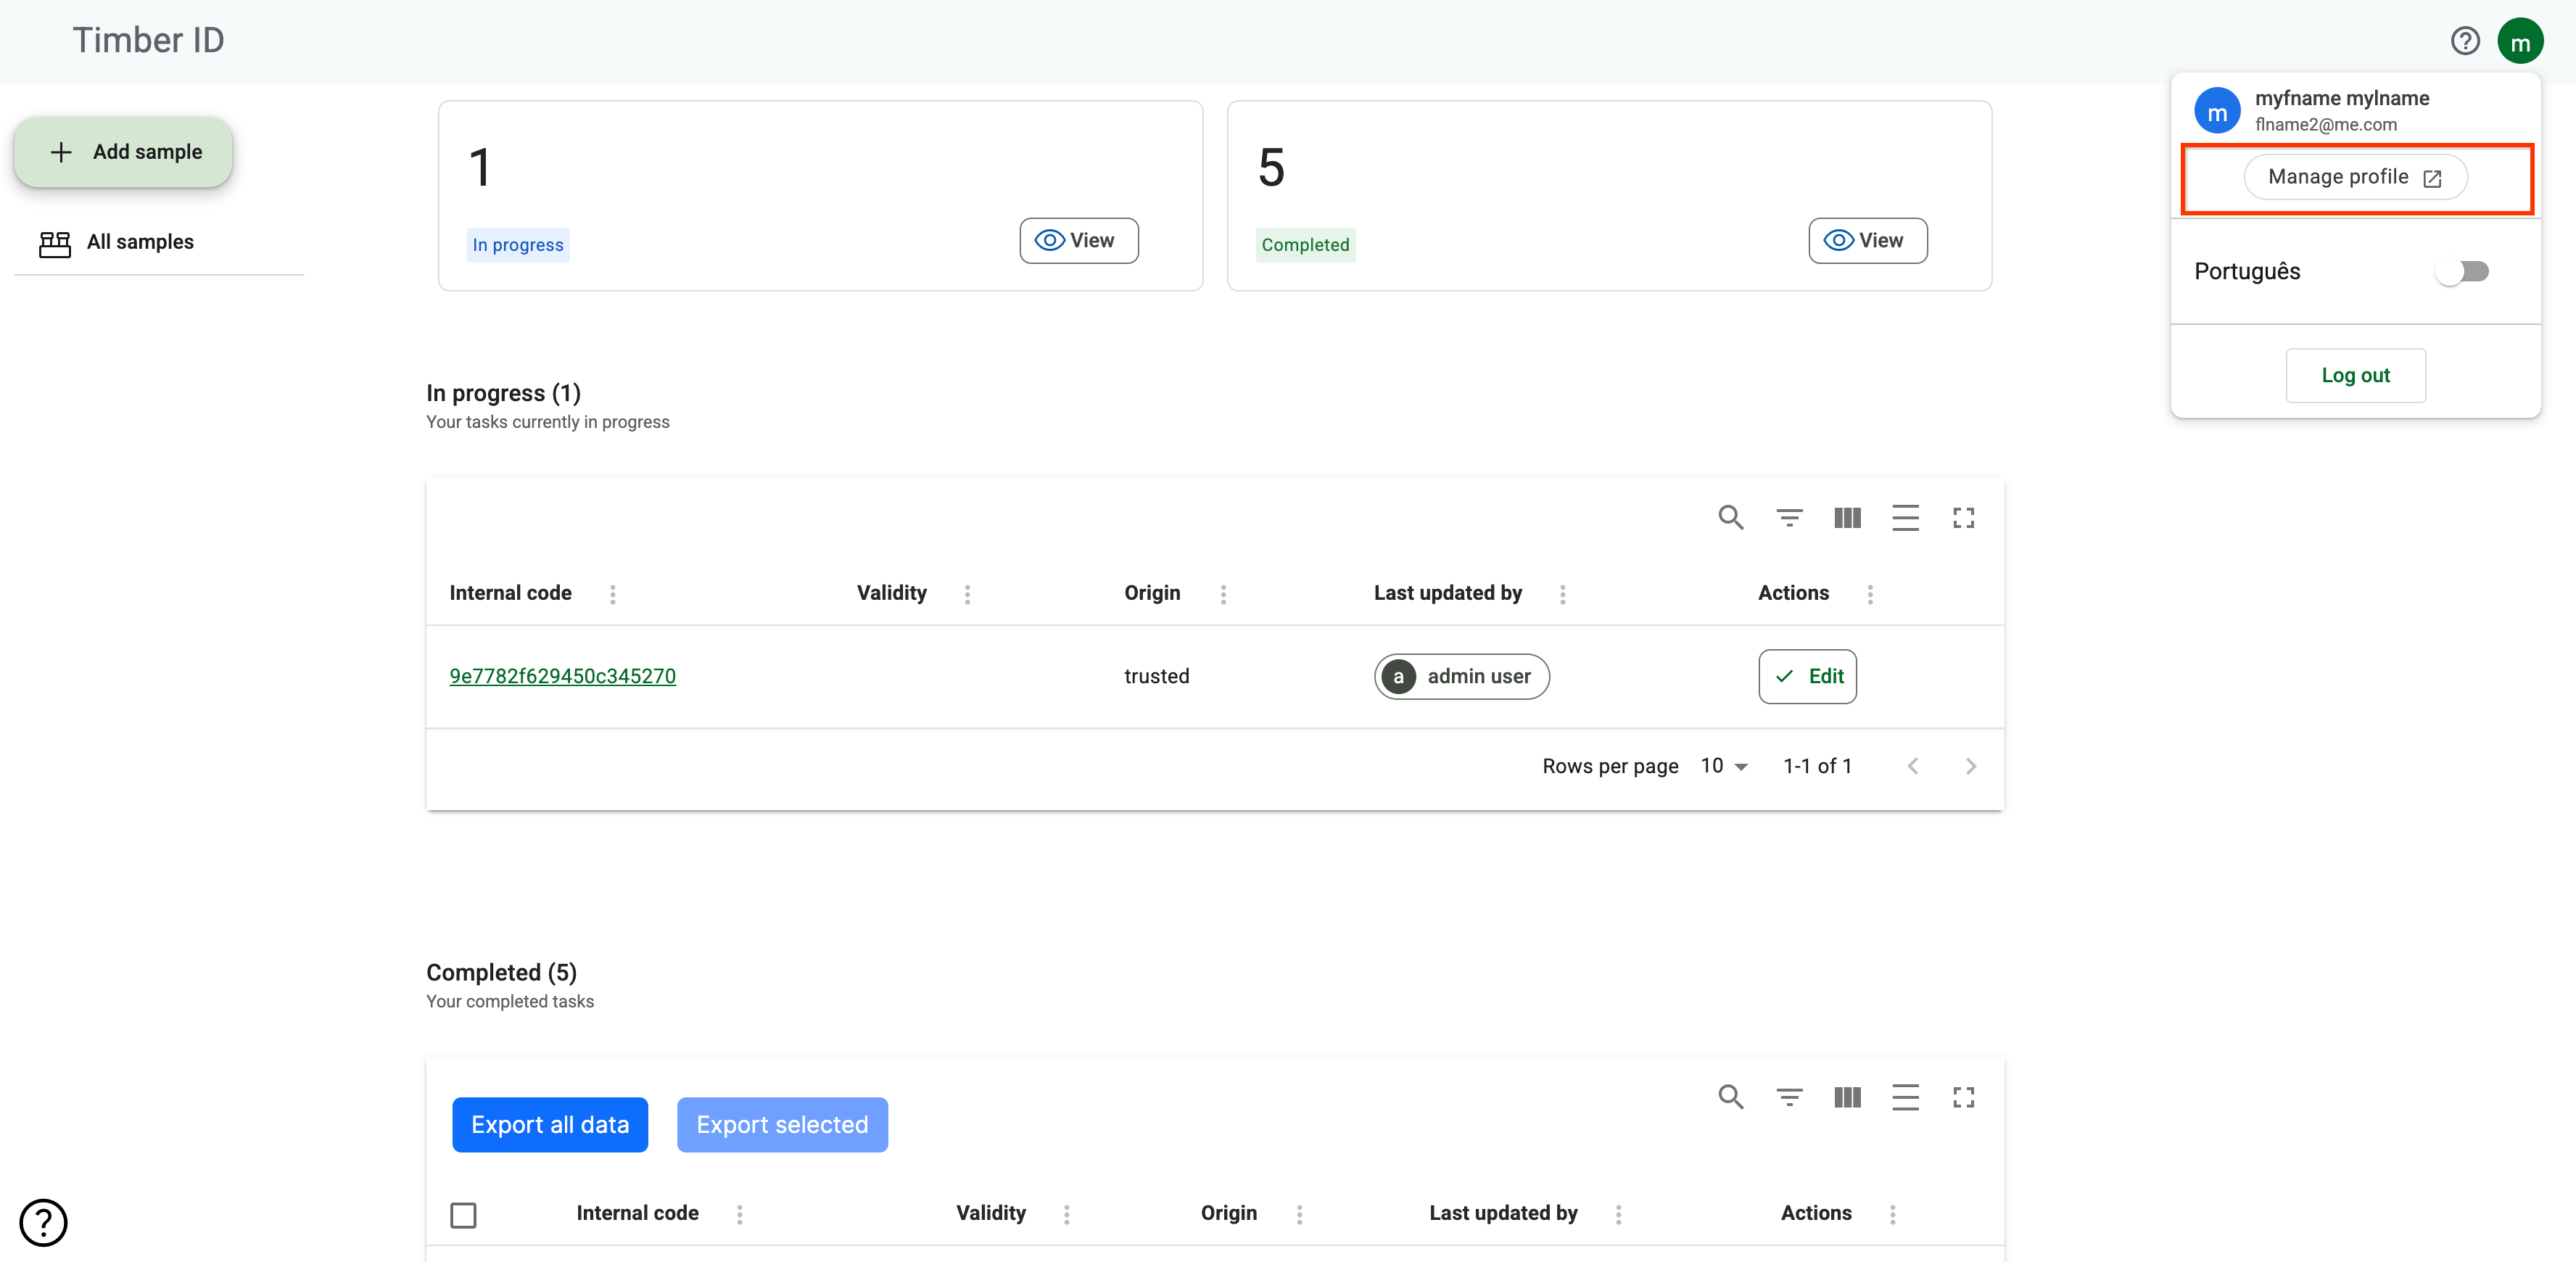 Timber ID
m
m
myfname mylname
flname2@me.com
Manage profile
Português
Log out
Add sample
All samples
1
In progress
View
5
Completed
View
In progress (1)
Your tasks currently in progress
Internal code
Validity
Origin
Last updated by
Actions
9e7782f629450c345270
trusted
a
admin user
Edit
Rows per page
10
1-1 of 1
Completed (5)
Your completed tasks
Export all data
Export selected
Internal code
Validity
Origin
Last updated by
Actions